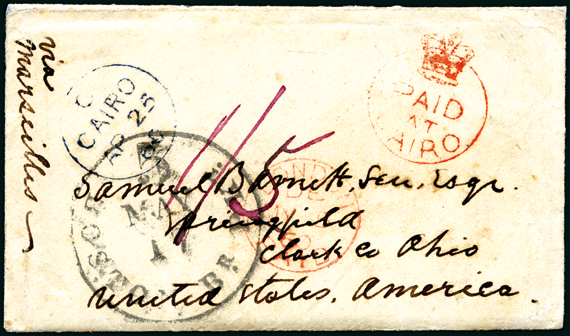 via
Marseilles
C
CAIRO
AP 25
PAID
AT
CAIRO
1/5
MAY
Samuel Barnett, Sen, Esqr.
Springfield
Clark Co Ohio
United States, America.